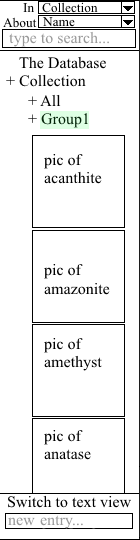 In Collection
About Name
type to search...
The Database
+ Collection
+ All
+ Group1
pic of
acanthite
pic of
amazonite
pic of
amethyst
pic of
anatase
Switch to text view
new entry...